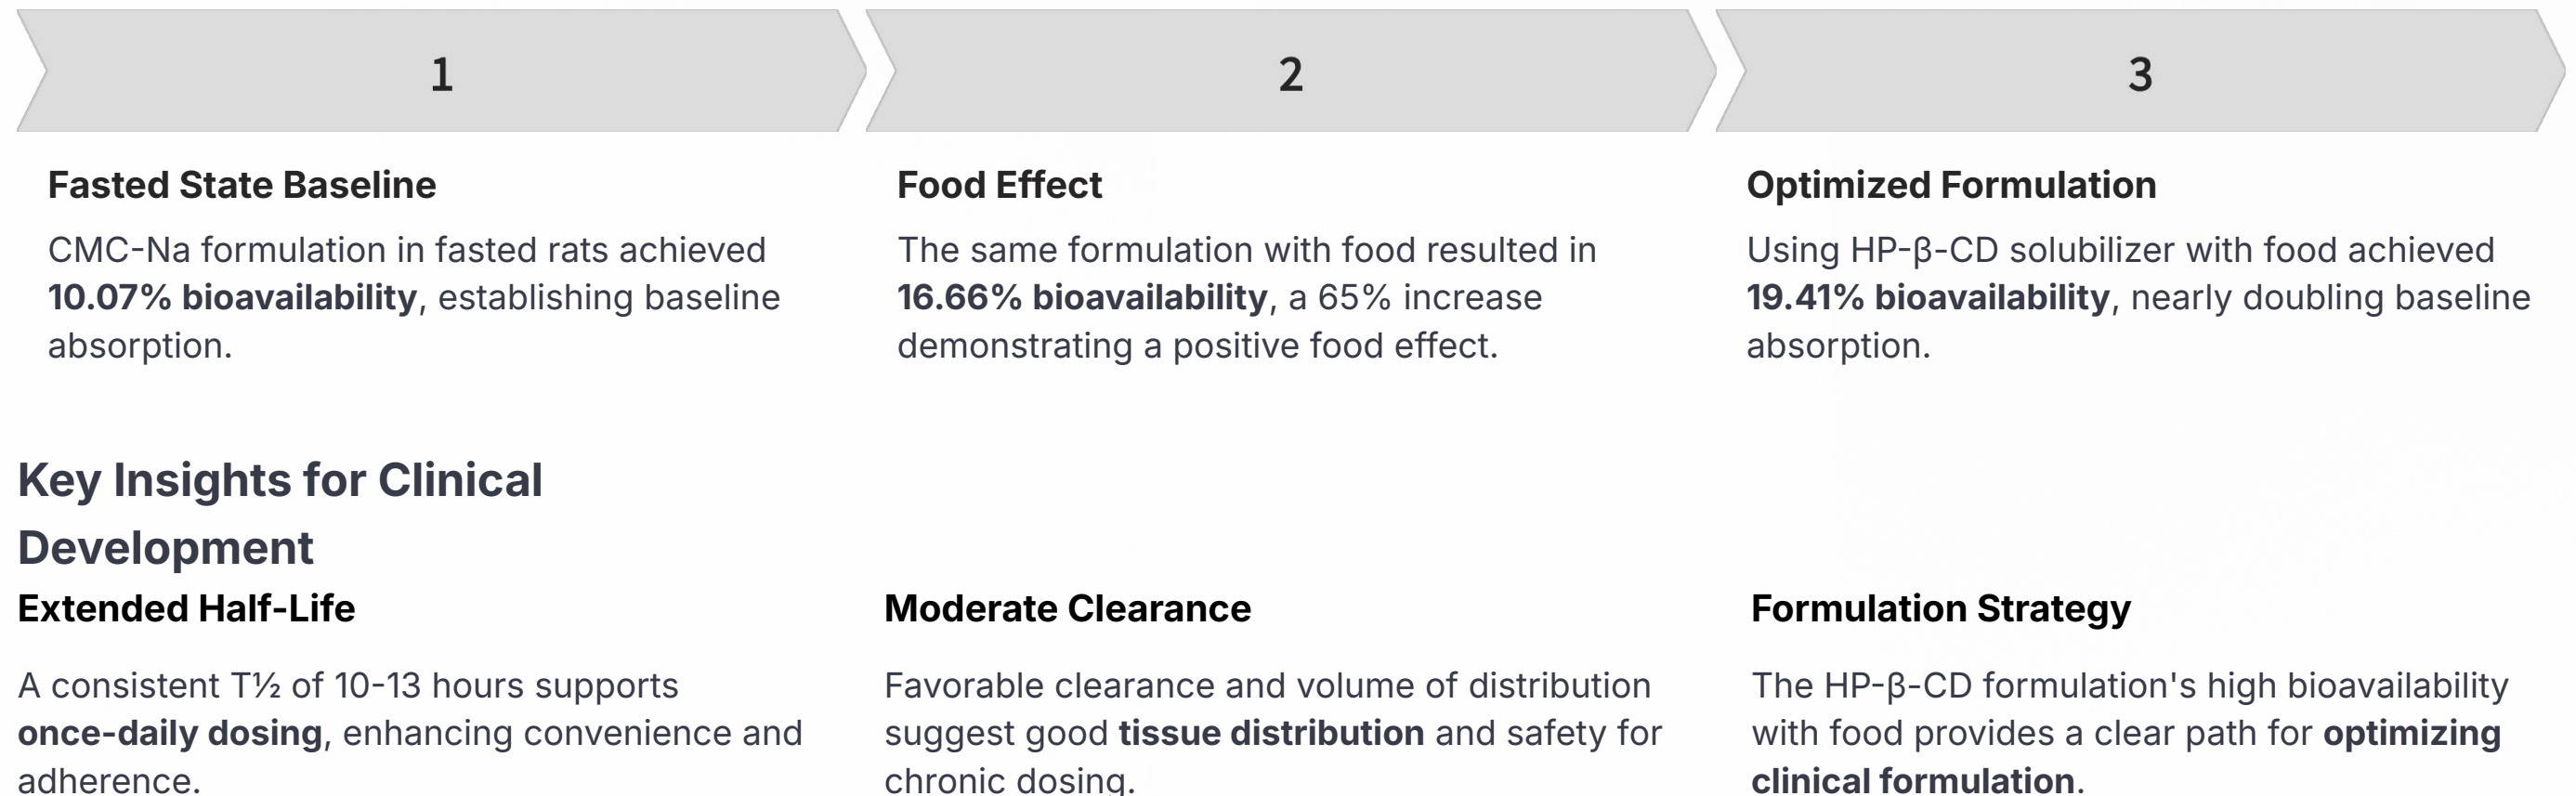 1
2
3
Fasted State Baseline
CMC-Na formulation in fasted rats achieved
10.07% bioavailability, establishing baseline
absorption.
Food Effect
The same formulation with food resulted in
16.66% bioavailability, a 65% increase
demonstrating a positive food effect.
Optimized Formulation
Using HP-β-CD solubilizer with food achieved
19.41% bioavailability, nearly doubling baseline
absorption.
Key Insights for Clinical
Development
Extended Half-Life
A consistent T½ of 10-13 hours supports
once-daily dosing, enhancing convenience and
adherence.
Moderate Clearance
Favorable clearance and volume of distribution
suggest good tissue distribution and safety for
chronic dosing.
Formulation Strategy
The HP-β-CD formulation's high bioavailability
with food provides a clear path for optimizing
clinical formulation.